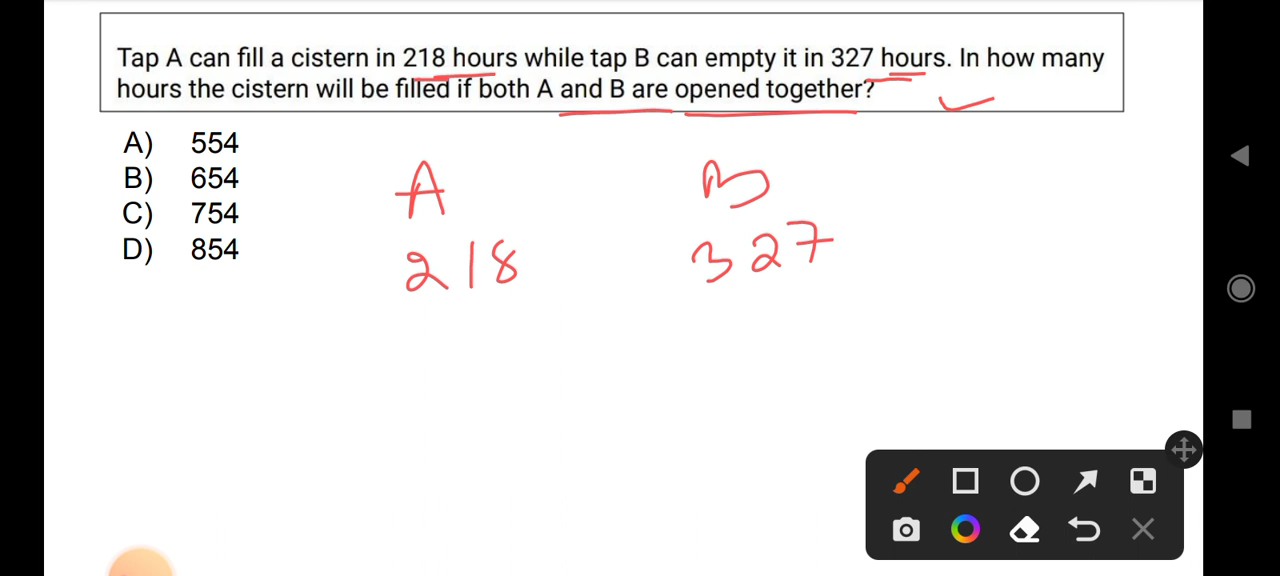 Tap A can fill a cistern in 218 hours while tap B can empty it in 327 hours. In how many
hours the cistern will be filled if both A and B are opened together?
A) 554
B) 654
C) 754
D) 854
A B
218 327